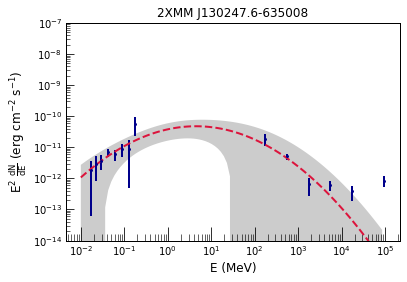 2XMM J130247.6-635008
E² dN/dE (erg cm⁻² s⁻¹)
10⁻⁷
10⁻⁸
10⁻⁹
10⁻¹⁰
10⁻¹¹
10⁻¹²
10⁻¹³
10⁻¹⁴
10⁻² 10⁻¹ 10⁰ 10¹ 10² 10³ 10⁴ 10⁵
E (MeV)